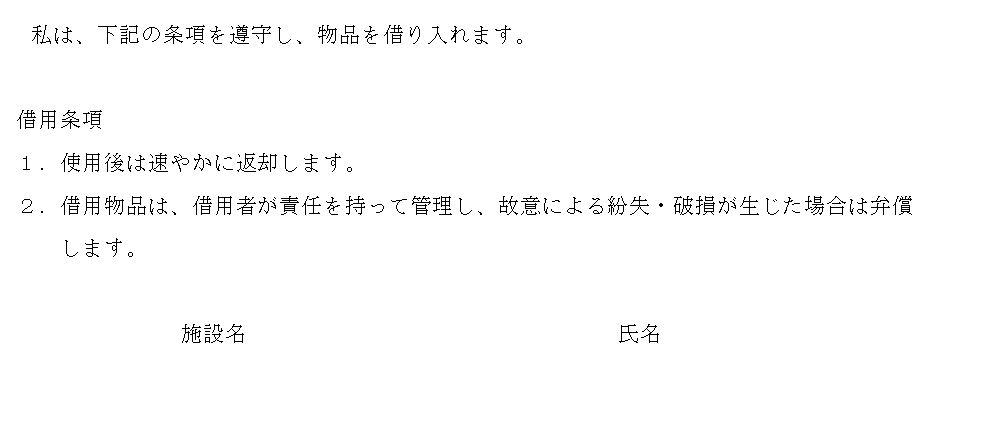 私は、下記の条項を遵守し、物品を借り入れます。
借用条項
１．使用後は速やかに返却します。
２．借用物品は、借用者が責任を持って管理し、故意による紛失・破損が生じた場合は弁償
します。
施設名　氏名